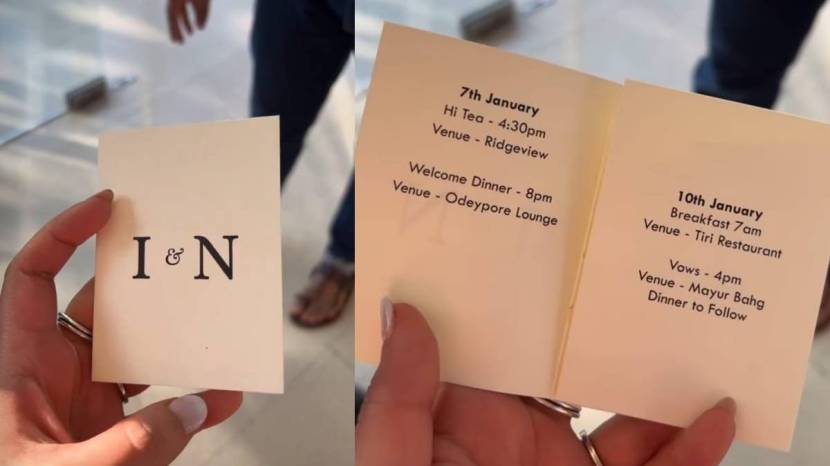 I & N
7th January
Hi Tea - 4:30pm
Venue - Ridgeview
Welcome Dinner - 8pm
Venue - Odeypore Lounge
10th January
Breakfast 7am
Venue - Tiri Restaurant
Vows - 4pm
Venue - Mayur Bahg
Dinner to Follow